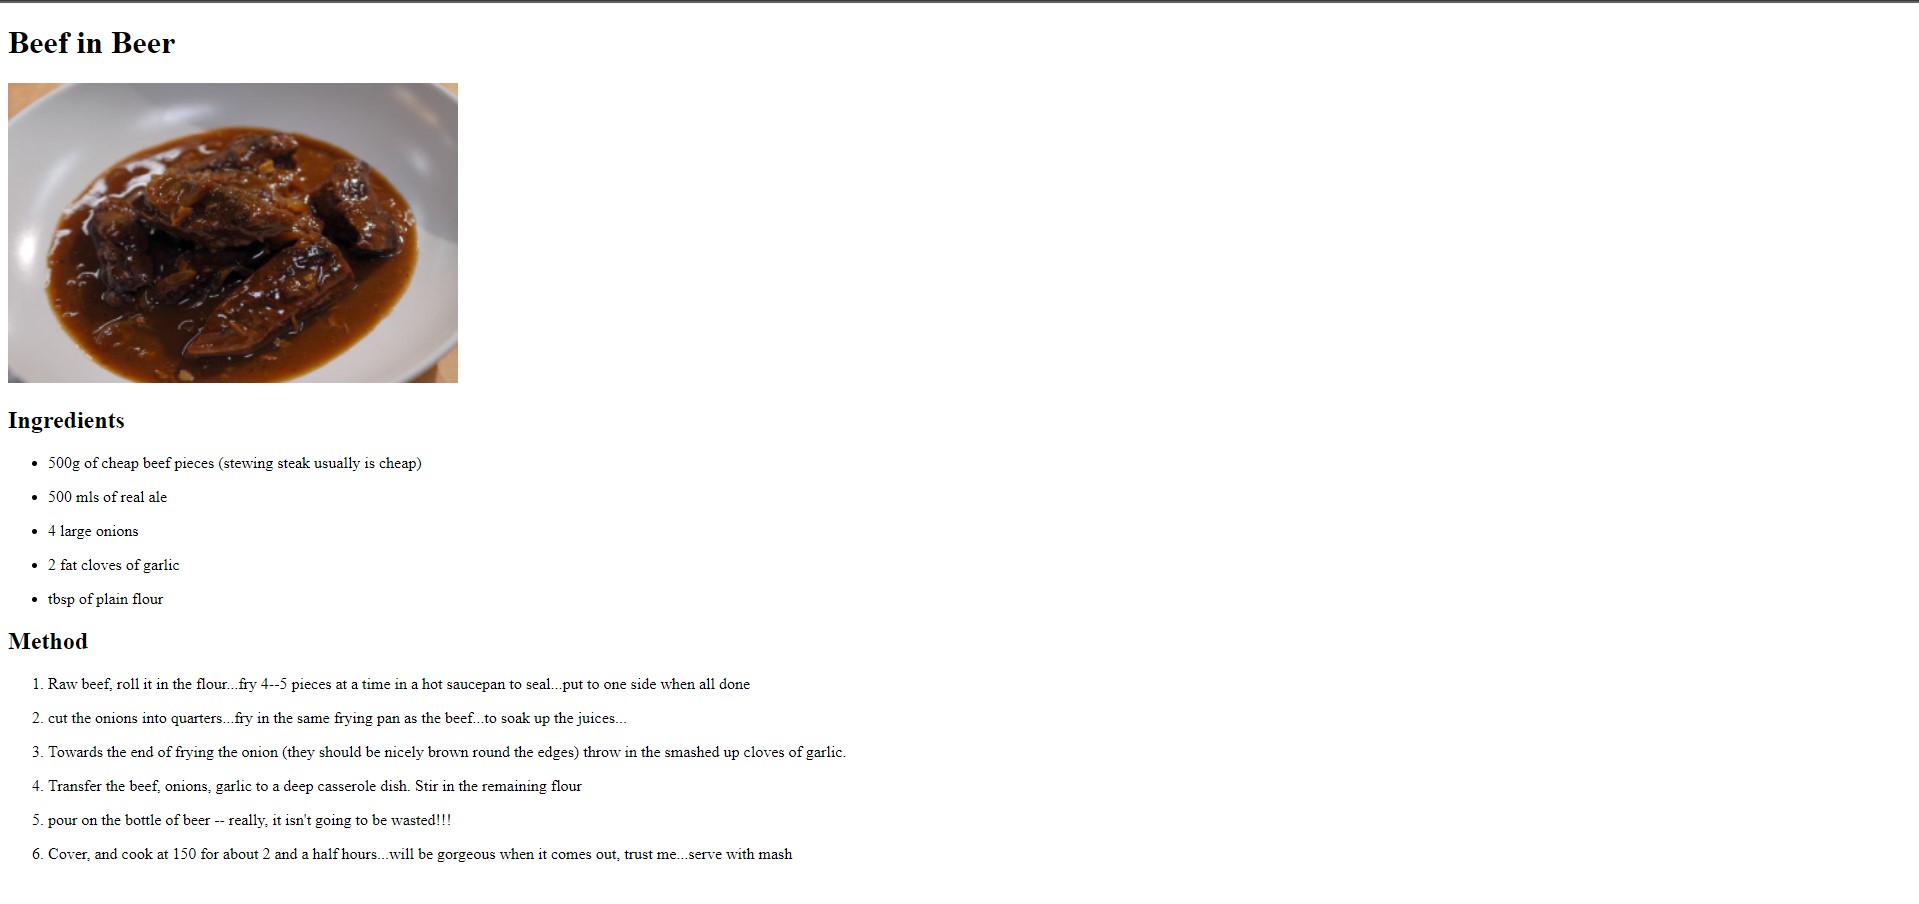 Beef in Beer
Ingredients
• 500g of cheap beef pieces (stewing steak usually is cheap)
• 500 mls of real ale
• 4 large onions
• 2 fat cloves of garlic
• tbsp of plain flour
Method
1. Raw beef, roll it in the flour...fry 4--5 pieces at a time in a hot saucepan to seal...put to one side when all done
2. cut the onions into quarters...fry in the same frying pan as the beef...to soak up the juices...
3. Towards the end of frying the onion (they should be nicely brown round the edges) throw in the smashed up cloves of garlic.
4. Transfer the beef, onions, garlic to a deep casserole dish. Stir in the remaining flour
5. pour on the bottle of beer -- really, it isn't going to be wasted!!!
6. Cover, and cook at 150 for about 2 and a half hours...will be gorgeous when it comes out, trust me...serve with mash